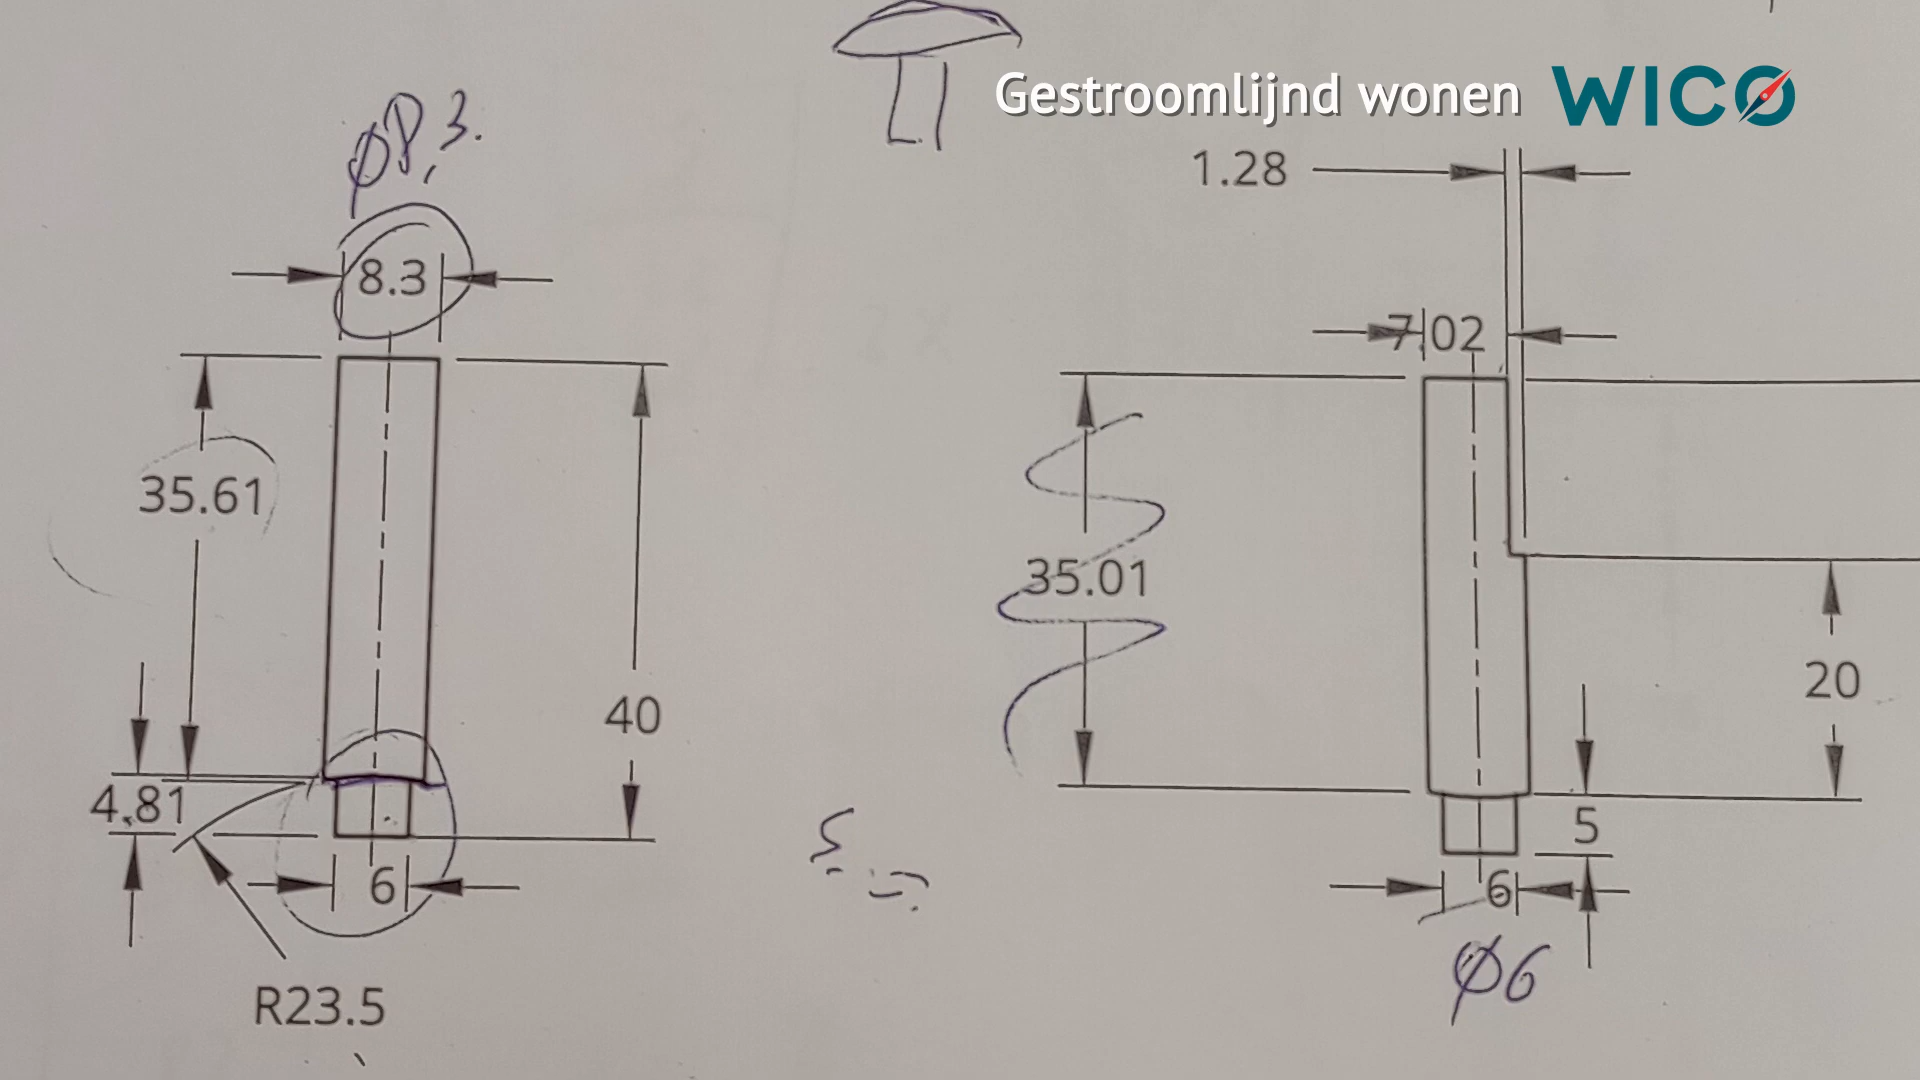 Gestroomlijnd wonen WICO
ø8,3.
1.28
8.3
7.02
35.61
35.01
40
20
4.81
5
6
6
R23.5
ø6